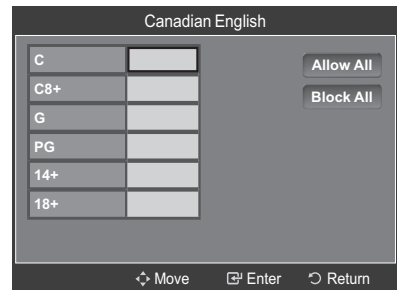 Canadian English
C
Allow All
C8+
Block All
G
PG
14+
18+
Move Enter Return